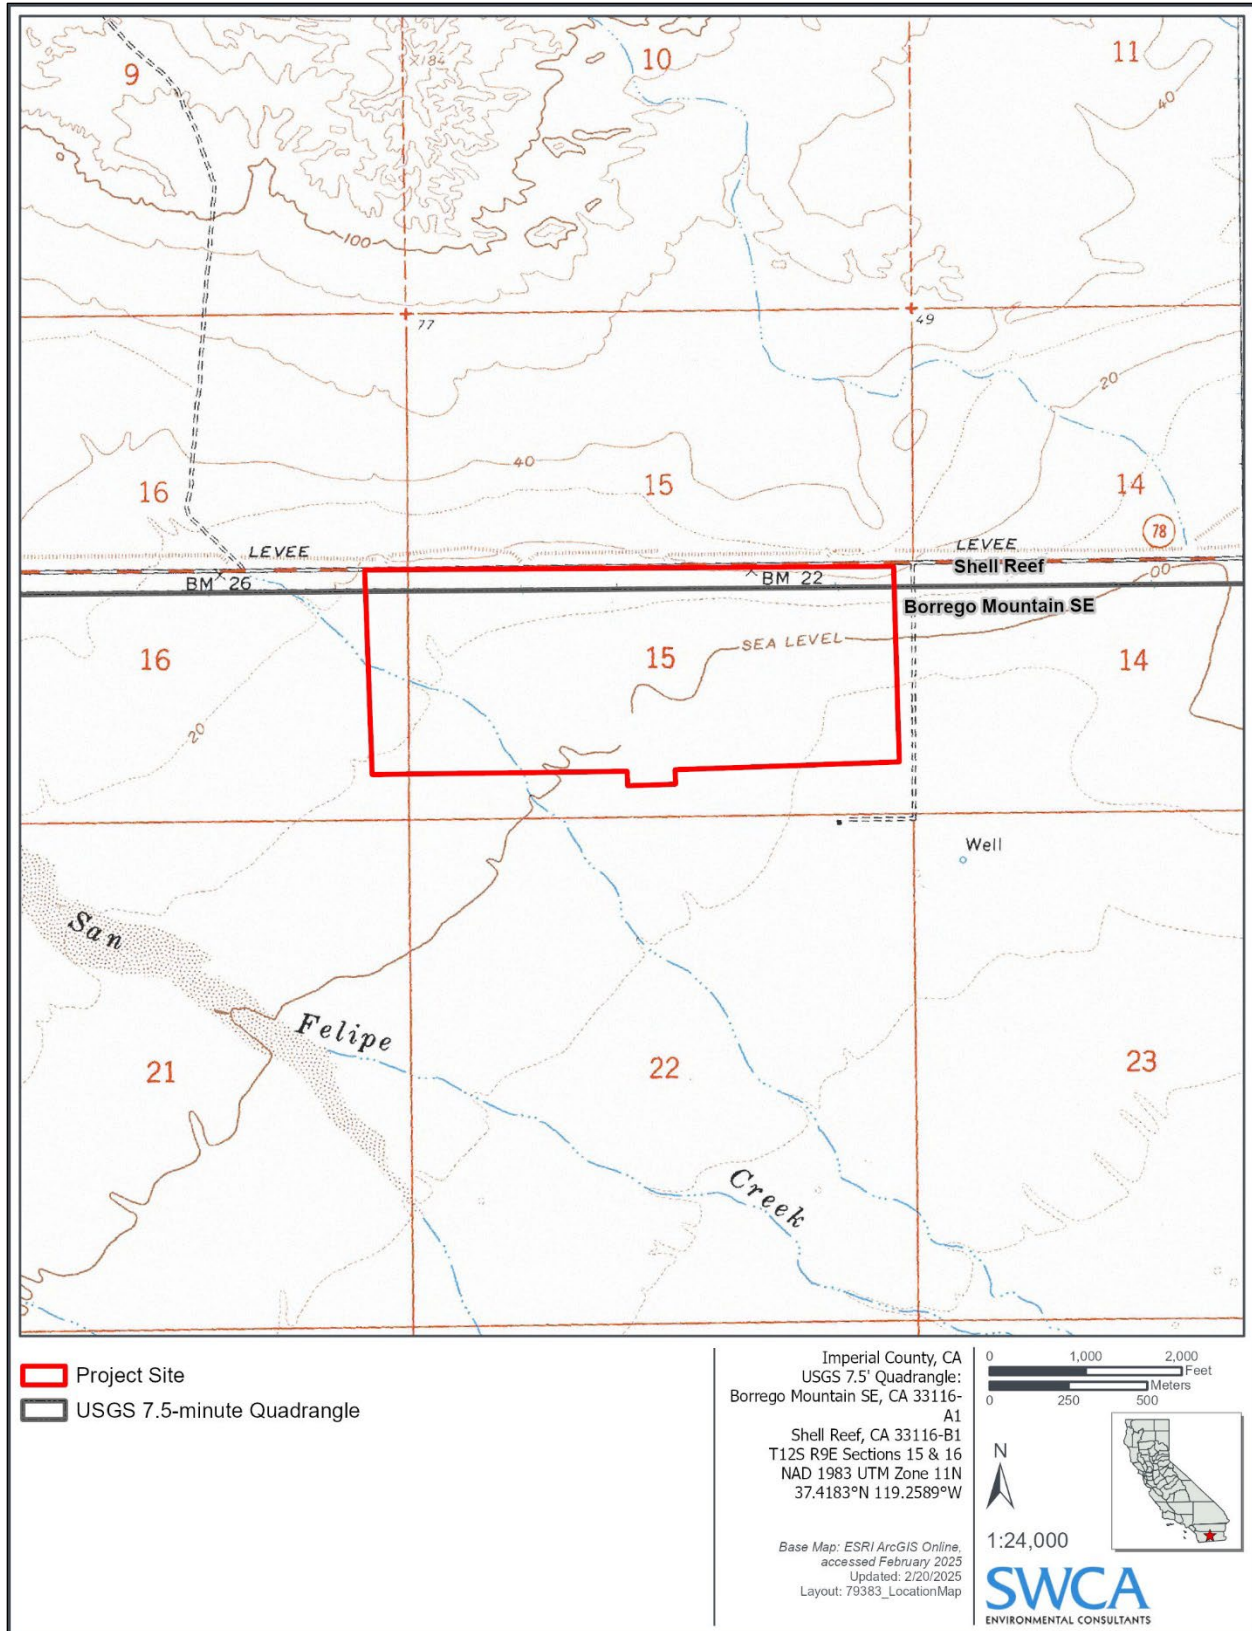 9
×184
10
11
40
100
77
49
20
40
16
15
14
78
LEVEE
LEVEE
BM × 26
× BM 22
Shell Reef
00
Borrego Mountain SE
16
15
SEA LEVEL
14
20
Well
San
Felipe
21
22
23
Creek
Project Site
USGS 7.5-minute Quadrangle
Imperial County, CA
USGS 7.5' Quadrangle:
Borrego Mountain SE, CA 33116-
A1
Shell Reef, CA 33116-B1
T12S R9E Sections 15 & 16
NAD 1983 UTM Zone 11N
37.4183°N 119.2589°W
Base Map: ESRI ArcGIS Online,
accessed February 2025
Updated: 2/20/2025
Layout: 79383_LocationMap
0 1,000 2,000
Feet
Meters
0 250 500
N
1:24,000
SWCA
ENVIRONMENTAL CONSULTANTS